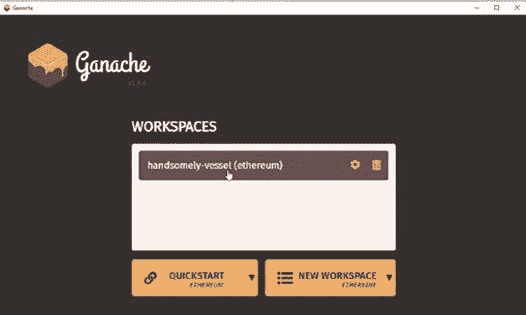 Ganache
Ganache
WORKSPACES
handsomely-vessel (ethereum)
QUICKSTART
ETHEREUM
NEW WORKSPACE
ETHEREUM